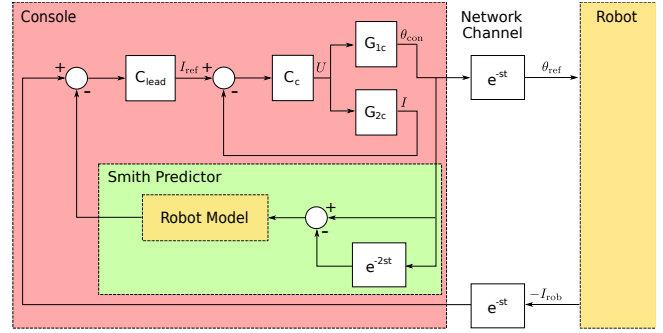 Console
Network
Channel
Robot
+
-
C_lead
I_ref
+
-
C_c
U
G_1c
θ_con
e^-st
θ_ref
G_2c
I
Smith Predictor
Robot Model
+
-
e^-2st
e^-st
−I_rob